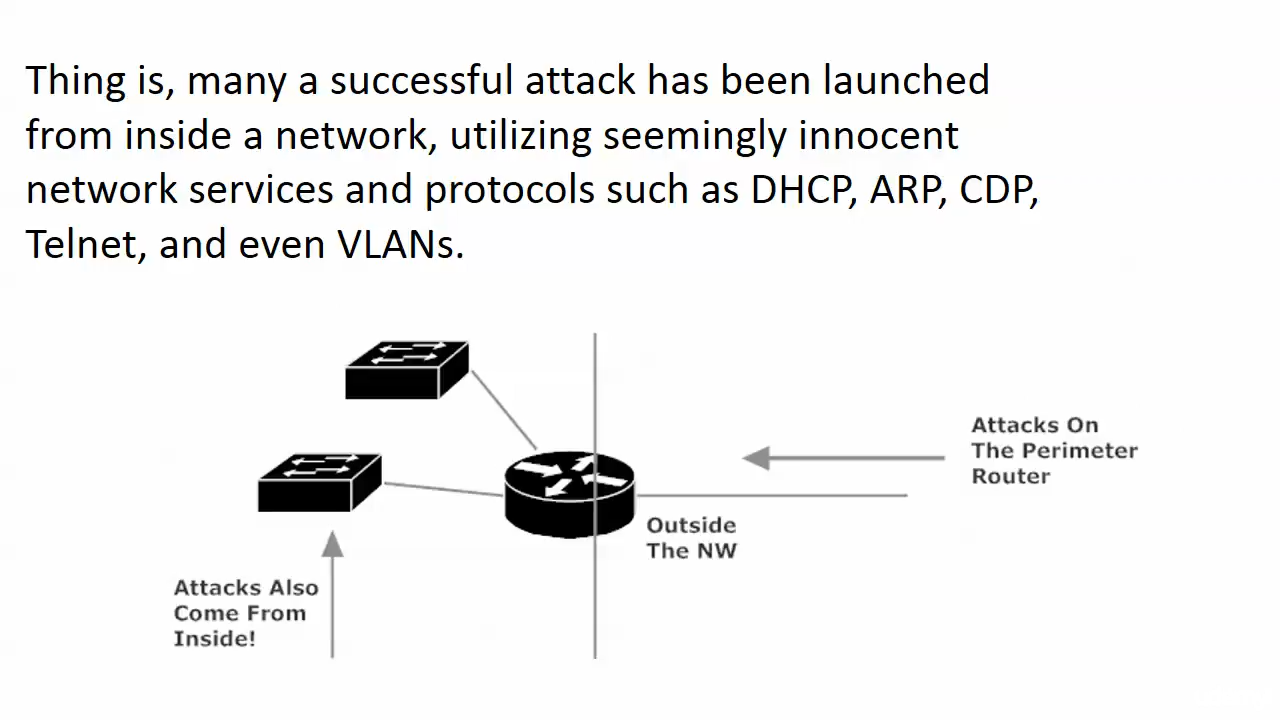 Thing is, many a successful attack has been launched
from inside a network, utilizing seemingly innocent
network services and protocols such as DHCP, ARP, CDP,
Telnet, and even VLANs.
Attacks On
The Perimeter
Router
Outside
The NW
Attacks Also
Come From
Inside!